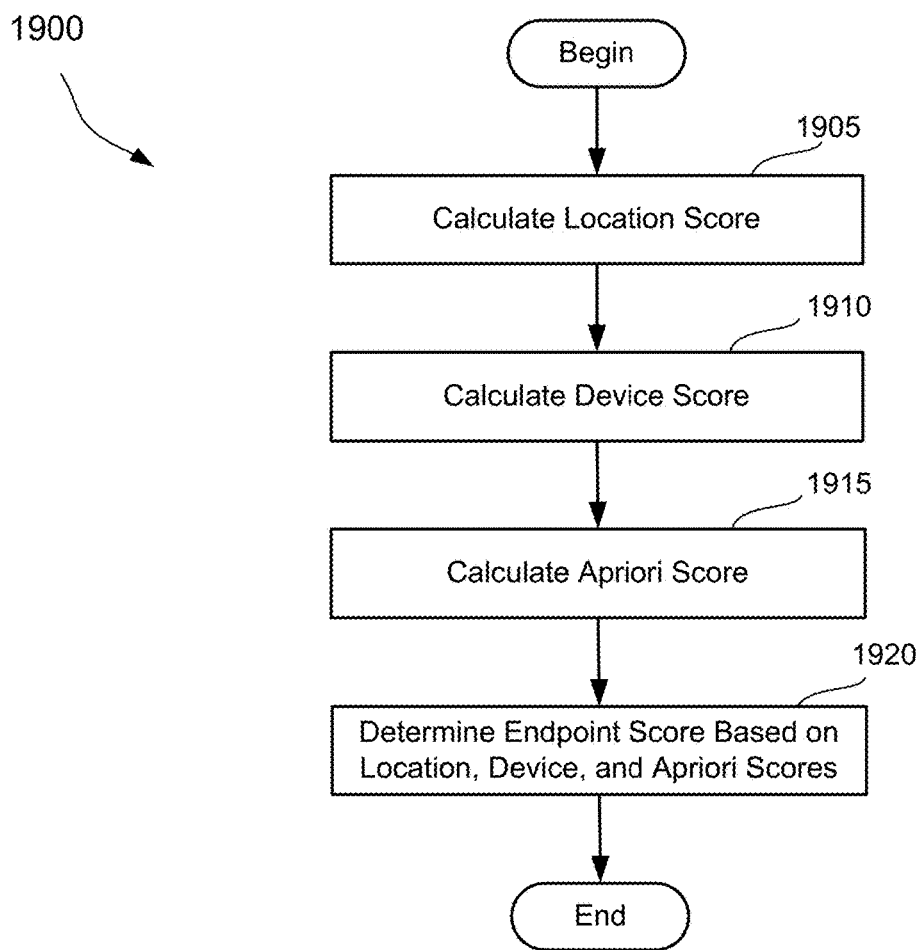 1900
Begin
1905
Calculate Location Score
1910
Calculate Device Score
1915
Calculate Apriori Score
1920
Determine Endpoint Score Based on
Location, Device, and Apriori Scores
End